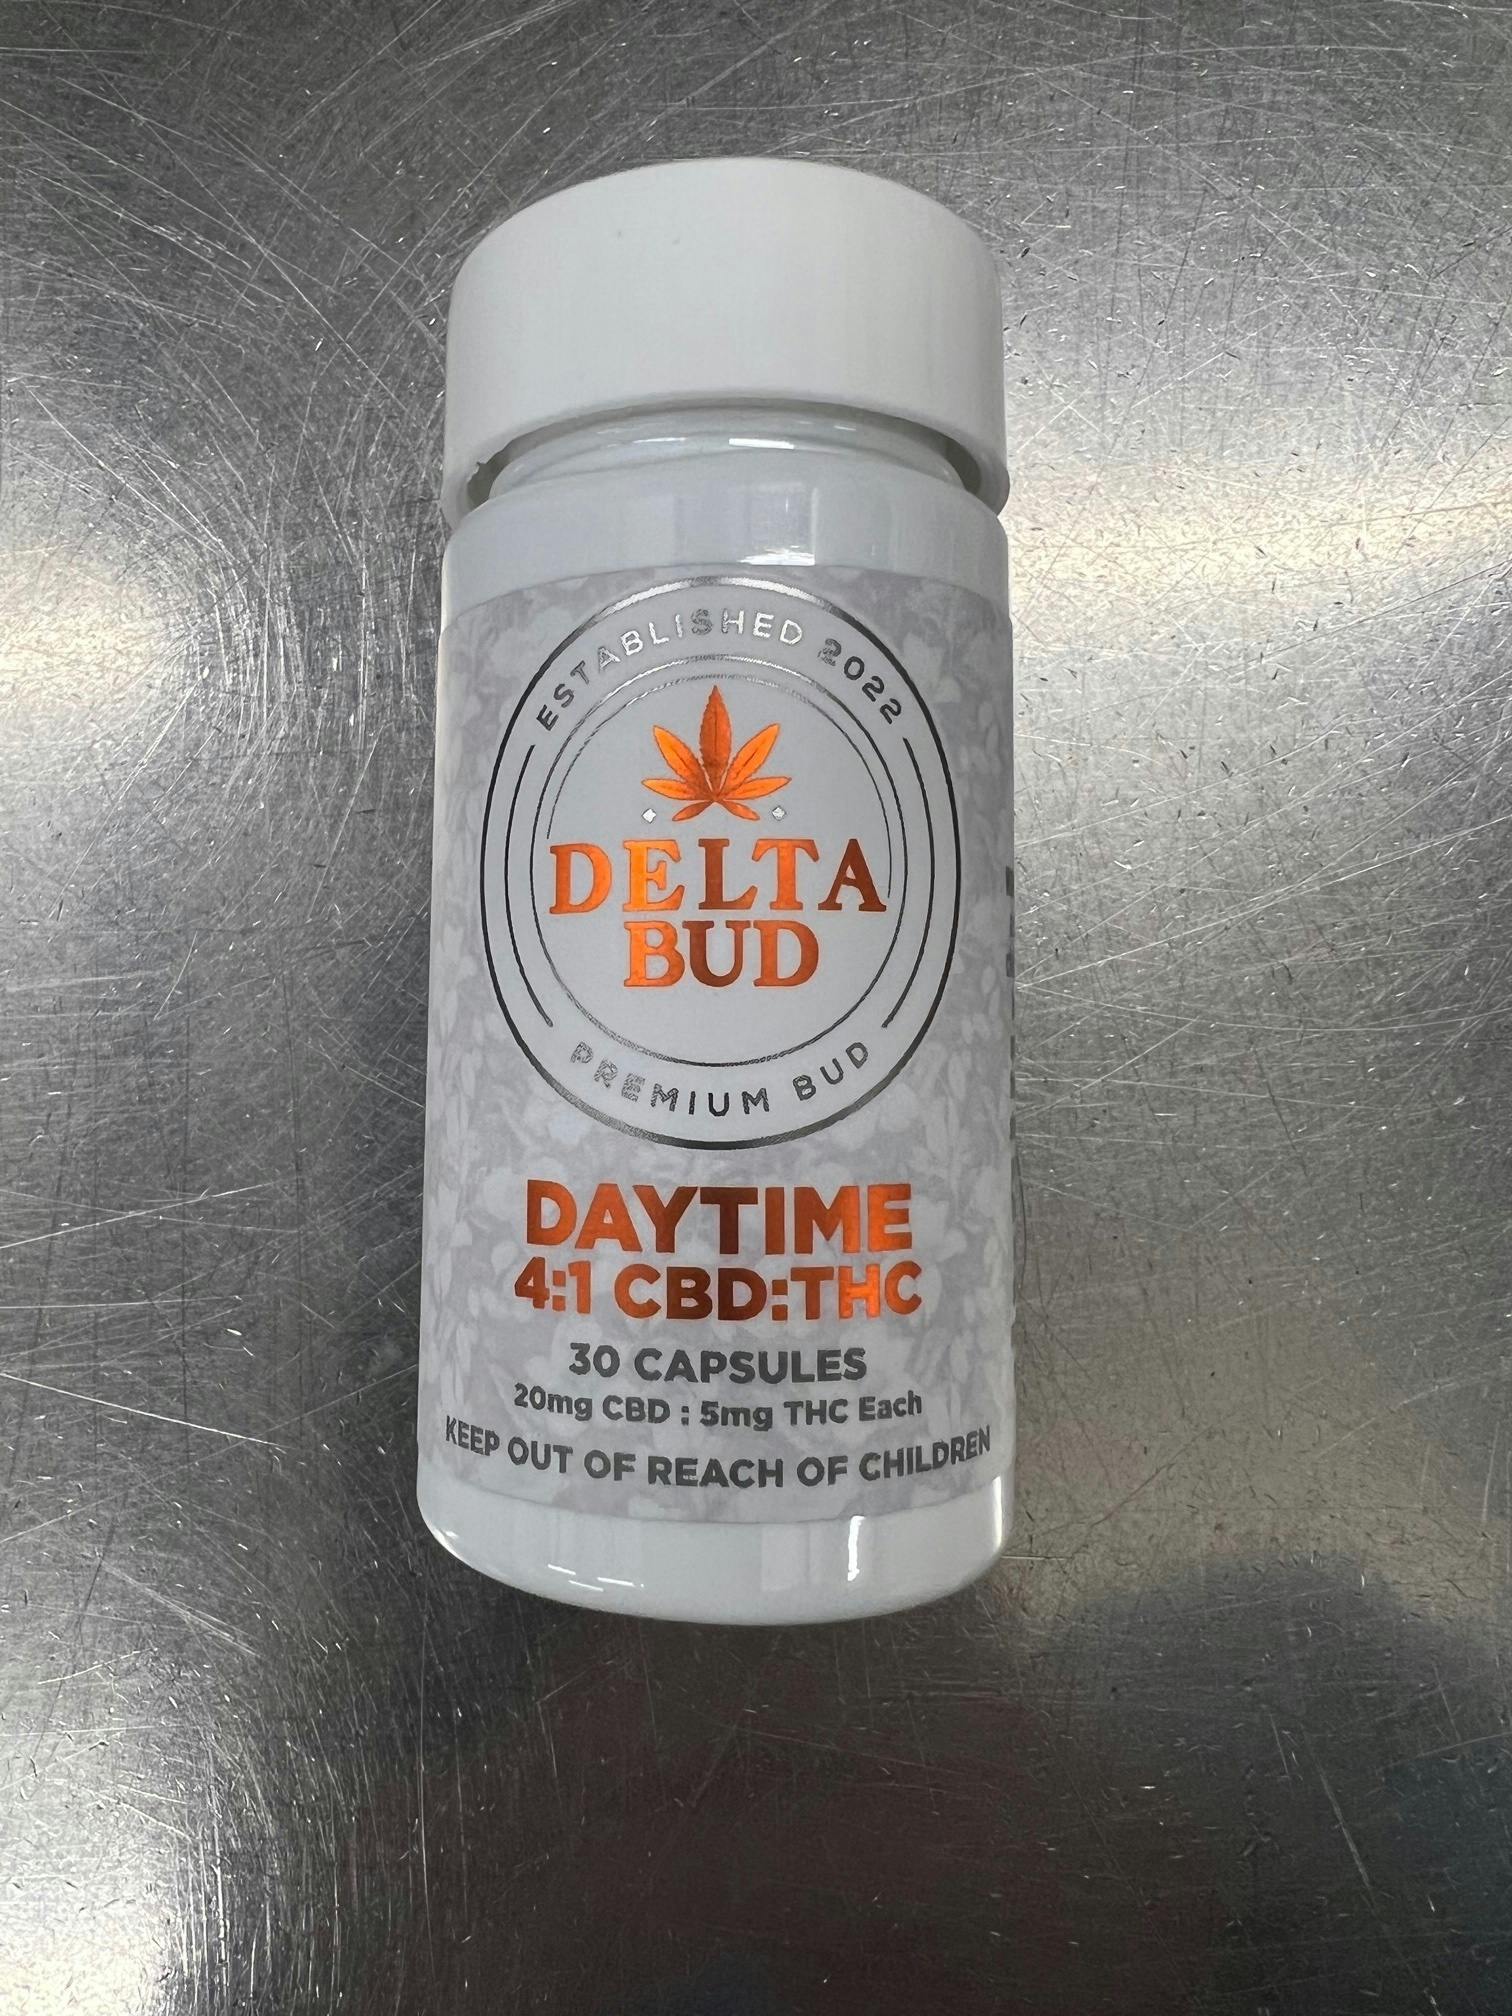 ESTABLISHED 2022
DELTA
BUD
PREMIUM BUD
DAYTIME
4:1 CBD:THC
30 CAPSULES
20mg CBD : 5mg THC Each
KEEP OUT OF REACH OF CHILDREN